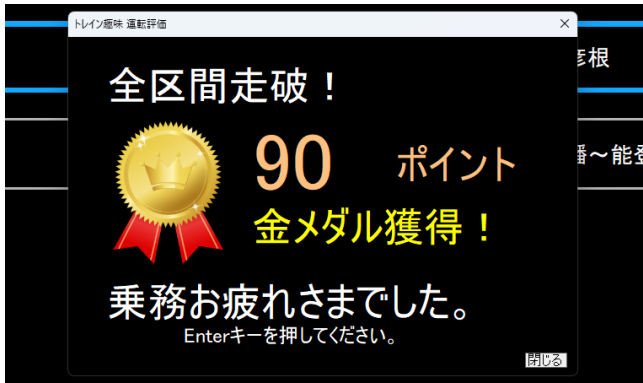 トレイン趣味 運転評価
全区間走破！
90 ポイント
金メダル獲得！
乗務お疲れさまでした。
Enterキーを押してください。
閉じる
彦根
～能登